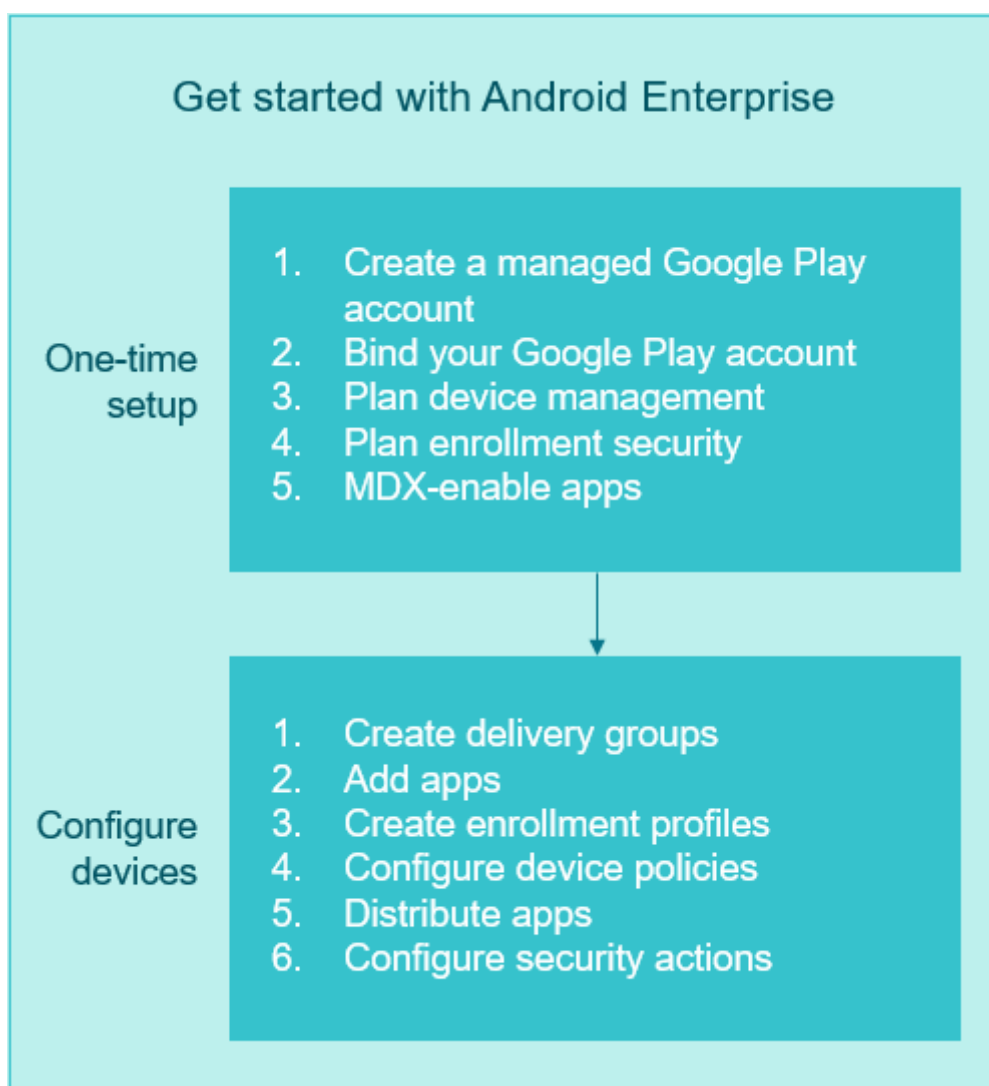 Get started with Android Enterprise
One-time
setup
1. Create a managed Google Play
account
2. Bind your Google Play account
3. Plan device management
4. Plan enrollment security
5. MDX-enable apps
Configure
devices
1. Create delivery groups
2. Add apps
3. Create enrollment profiles
4. Configure device policies
5. Distribute apps
6. Configure security actions